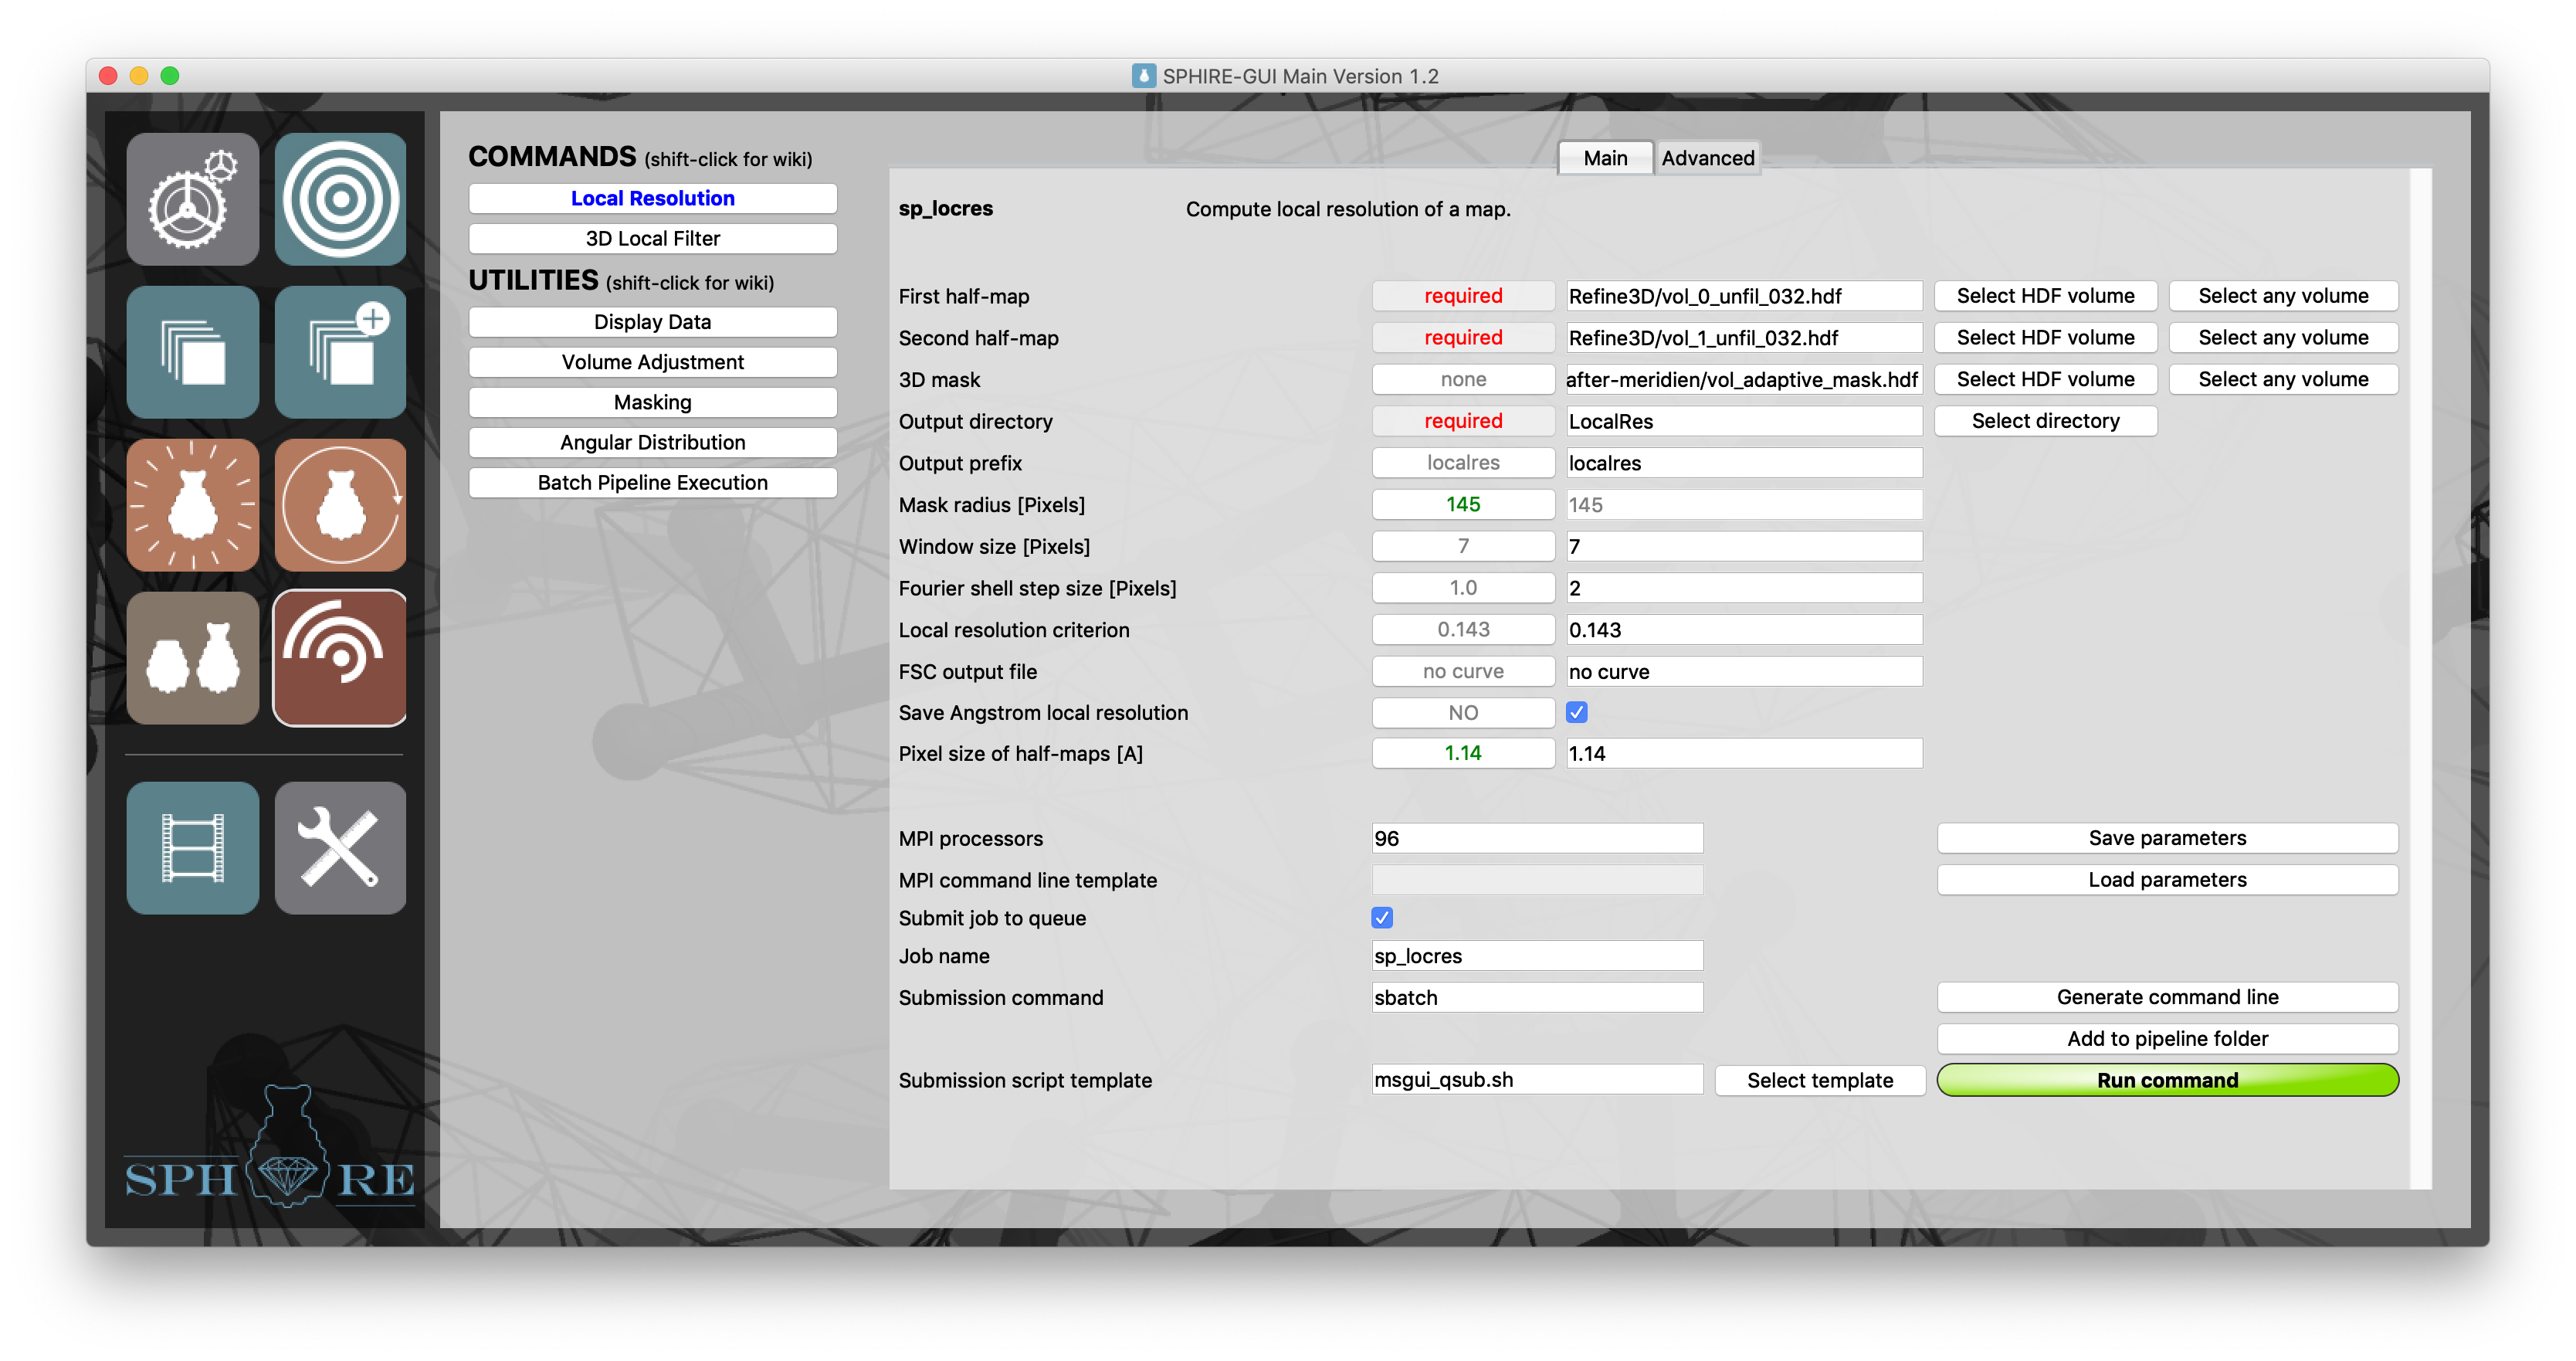 SPHIRE-GUI Main Version 1.2
COMMANDS (shift-click for wiki)
Local Resolution
3D Local Filter
UTILITIES (shift-click for wiki)
Display Data
Volume Adjustment
Masking
Angular Distribution
Batch Pipeline Execution
Main Advanced
sp_locres Compute local resolution of a map.
First half-map required Refine3D/vol_0_unfil_032.hdf Select HDF volume Select any volume
Second half-map required Refine3D/vol_1_unfil_032.hdf Select HDF volume Select any volume
3D mask none after-meridien/vol_adaptive_mask.hdf Select HDF volume Select any volume
Output directory required LocalRes Select directory
Output prefix localres localres
Mask radius [Pixels] 145 145
Window size [Pixels] 7 7
Fourier shell step size [Pixels] 1.0 2
Local resolution criterion 0.143 0.143
FSC output file no curve no curve
Save Angstrom local resolution NO
Pixel size of half-maps [A] 1.14 1.14
MPI processors 96 Save parameters
MPI command line template Load parameters
Submit job to queue
Job name sp_locres
Submission command sbatch Generate command line
Add to pipeline folder
Submission script template msgui_qsub.sh Select template Run command
SPH RE